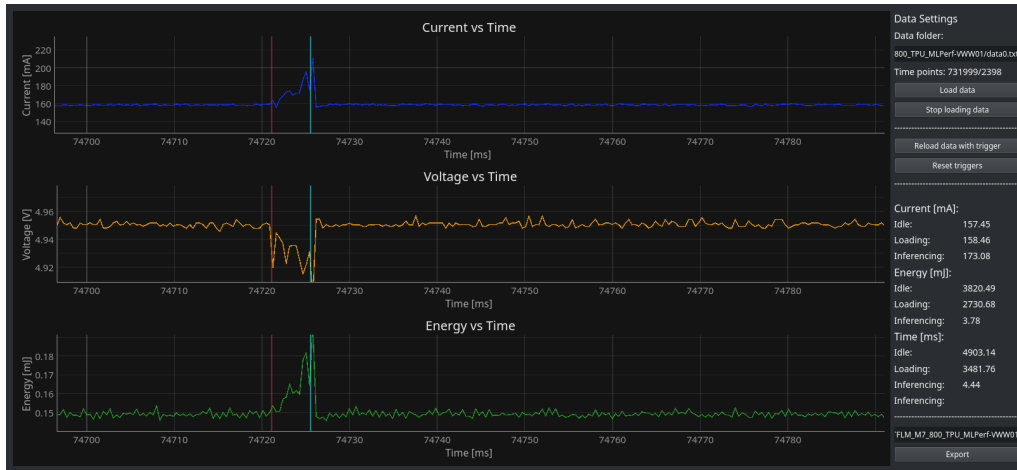 Current vs Time
Current [mA]
220
200
180
160
140
74700 74710 74720 74730 74740 74750 74760 74770 74780
Time [ms]
Voltage vs Time
Voltage [V]
4.96
4.94
4.92
74700 74710 74720 74730 74740 74750 74760 74770 74780
Time [ms]
Energy vs Time
Energy [mJ]
0.18
0.17
0.16
0.15
74700 74710 74720 74730 74740 74750 74760 74770 74780
Time [ms]
Data Settings
Data folder:
800_TPU_MLPerf-VWW01/data0.txt
Time points: 731999/2398
Load data
Stop loading data
Reload data with trigger
Reset triggers
Current [mA]:
Idle: 157.45
Loading: 158.46
Inferencing: 173.08
Energy [mJ]:
Idle: 3820.49
Loading: 2730.68
Inferencing: 3.78
Time [ms]:
Idle: 4903.14
Loading: 3481.76
Inferencing: 4.44
Inferencing:
FLM_M7_800_TPU_MLPerf-VWW01
Export